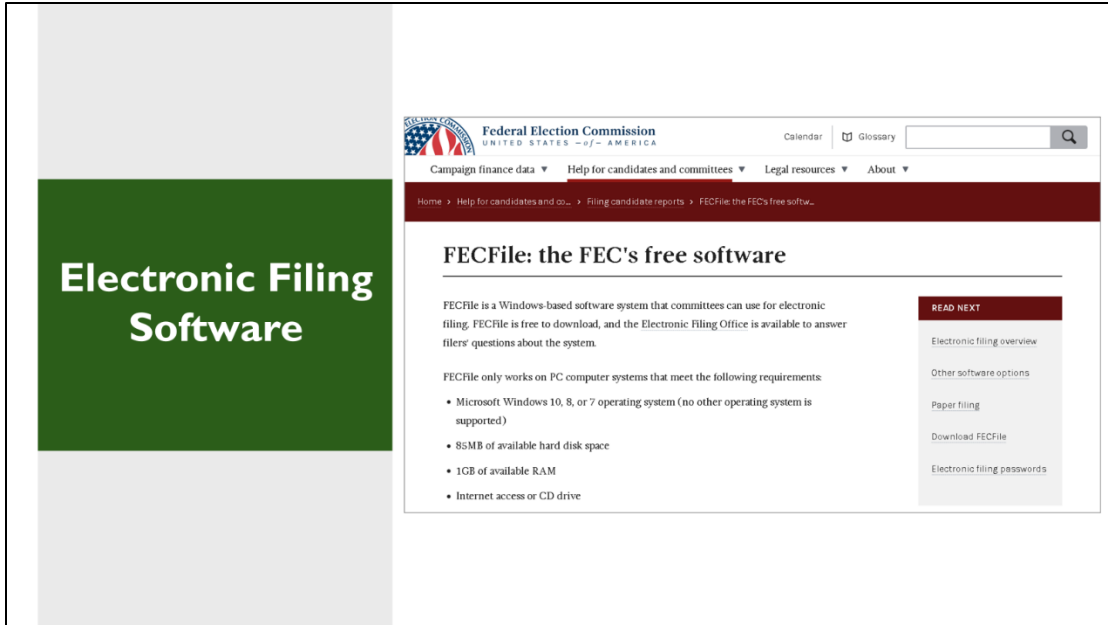 Electronic Filing
Software
ELECTION COMMISSION
Federal Election Commission
UNITED STATES – of – AMERICA
Calendar
Glossary
Campaign finance data ▼
Help for candidates and committees ▼
Legal resources ▼
About ▼
Home › Help for candidates and co… › Filing candidate reports › FECFile: the FEC's free softw…
FECFile: the FEC's free software
FECFile is a Windows-based software system that committees can use for electronic
filing. FECFile is free to download, and the Electronic Filing Office is available to answer
filers' questions about the system.
FECFile only works on PC computer systems that meet the following requirements:
• Microsoft Windows 10, 8, or 7 operating system (no other operating system is
supported)
• 85MB of available hard disk space
• 1GB of available RAM
• Internet access or CD drive
READ NEXT
Electronic filing overview
Other software options
Paper filing
Download FECFile
Electronic filing passwords